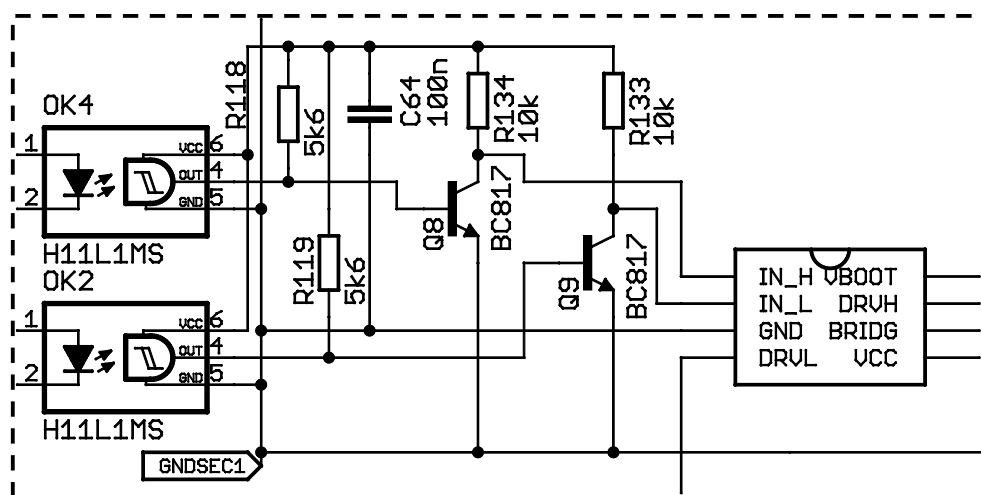 OK4
1
2
VCC 6
OUT 4
GND 5
H11L1MS
OK2
1
2
VCC 6
OUT 4
GND 5
H11L1MS
GNDSEC1
R118
5k6
R119
5k6
C64
100n
R134
10k
Q8
BC817
R133
10k
Q9
BC817
IN_H VBOOT
IN_L DRVH
GND BRIDG
DRVL VCC